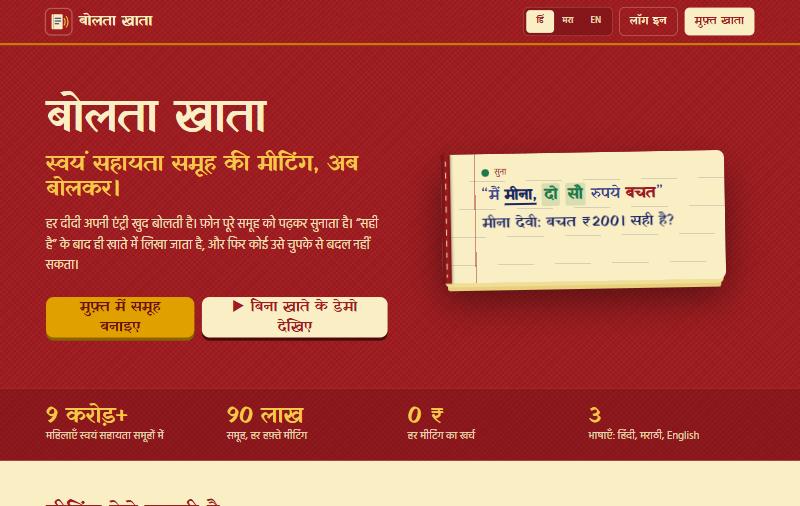 बोलता खाता
हिं
मरा
EN
लॉग इन
मुफ़्त खाता
बोलता खाता
स्वयं सहायता समूह की मीटिंग, अब
बोलकर।
हर दीदी अपनी एंट्री खुद बोलती है। फ़ोन पूरे समूह को पढ़कर सुनाता है। “सही
है” के बाद ही खाते में लिखा जाता है, और फिर कोई उसे चुपके से बदल नहीं
सकता।
मुफ़्त में समूह
बनाइए
▶ बिना खाते के डेमो
देखिए
सुना
“मैं मीना, दो सौ रुपये बचत”
मीना देवी: बचत ₹200। सही है?
9 करोड़+
महिलाएँ स्वयं सहायता समूहों में
90 लाख
समूह, हर हफ़्ते मीटिंग
0 ₹
हर मीटिंग का खर्च
3
भाषाएँ: हिंदी, मराठी, English